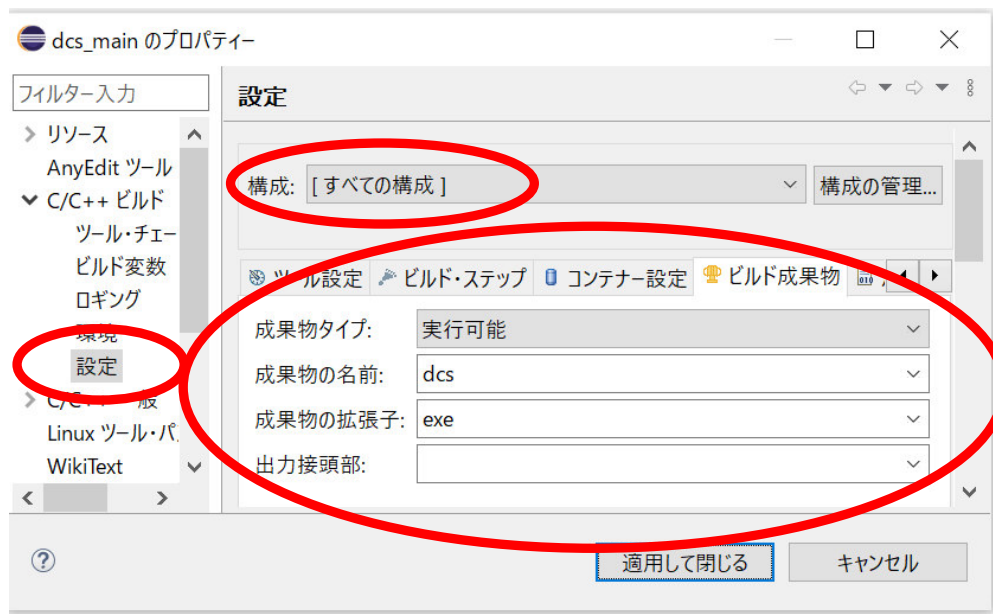 dcs_main のプロパティー
フィルター入力
設定
リソース
AnyEdit ツール
C/C++ ビルド
ツール・チェー
ビルド変数
ロギング
環境
設定
C/C++ 一般
Linux ツール・パ
WikiText
構成: [ すべての構成 ]
構成の管理...
ツール設定 ビルド・ステップ コンテナー設定 ビルド成果物
成果物タイプ: 実行可能
成果物の名前: dcs
成果物の拡張子: exe
出力接頭部:
適用して閉じる キャンセル